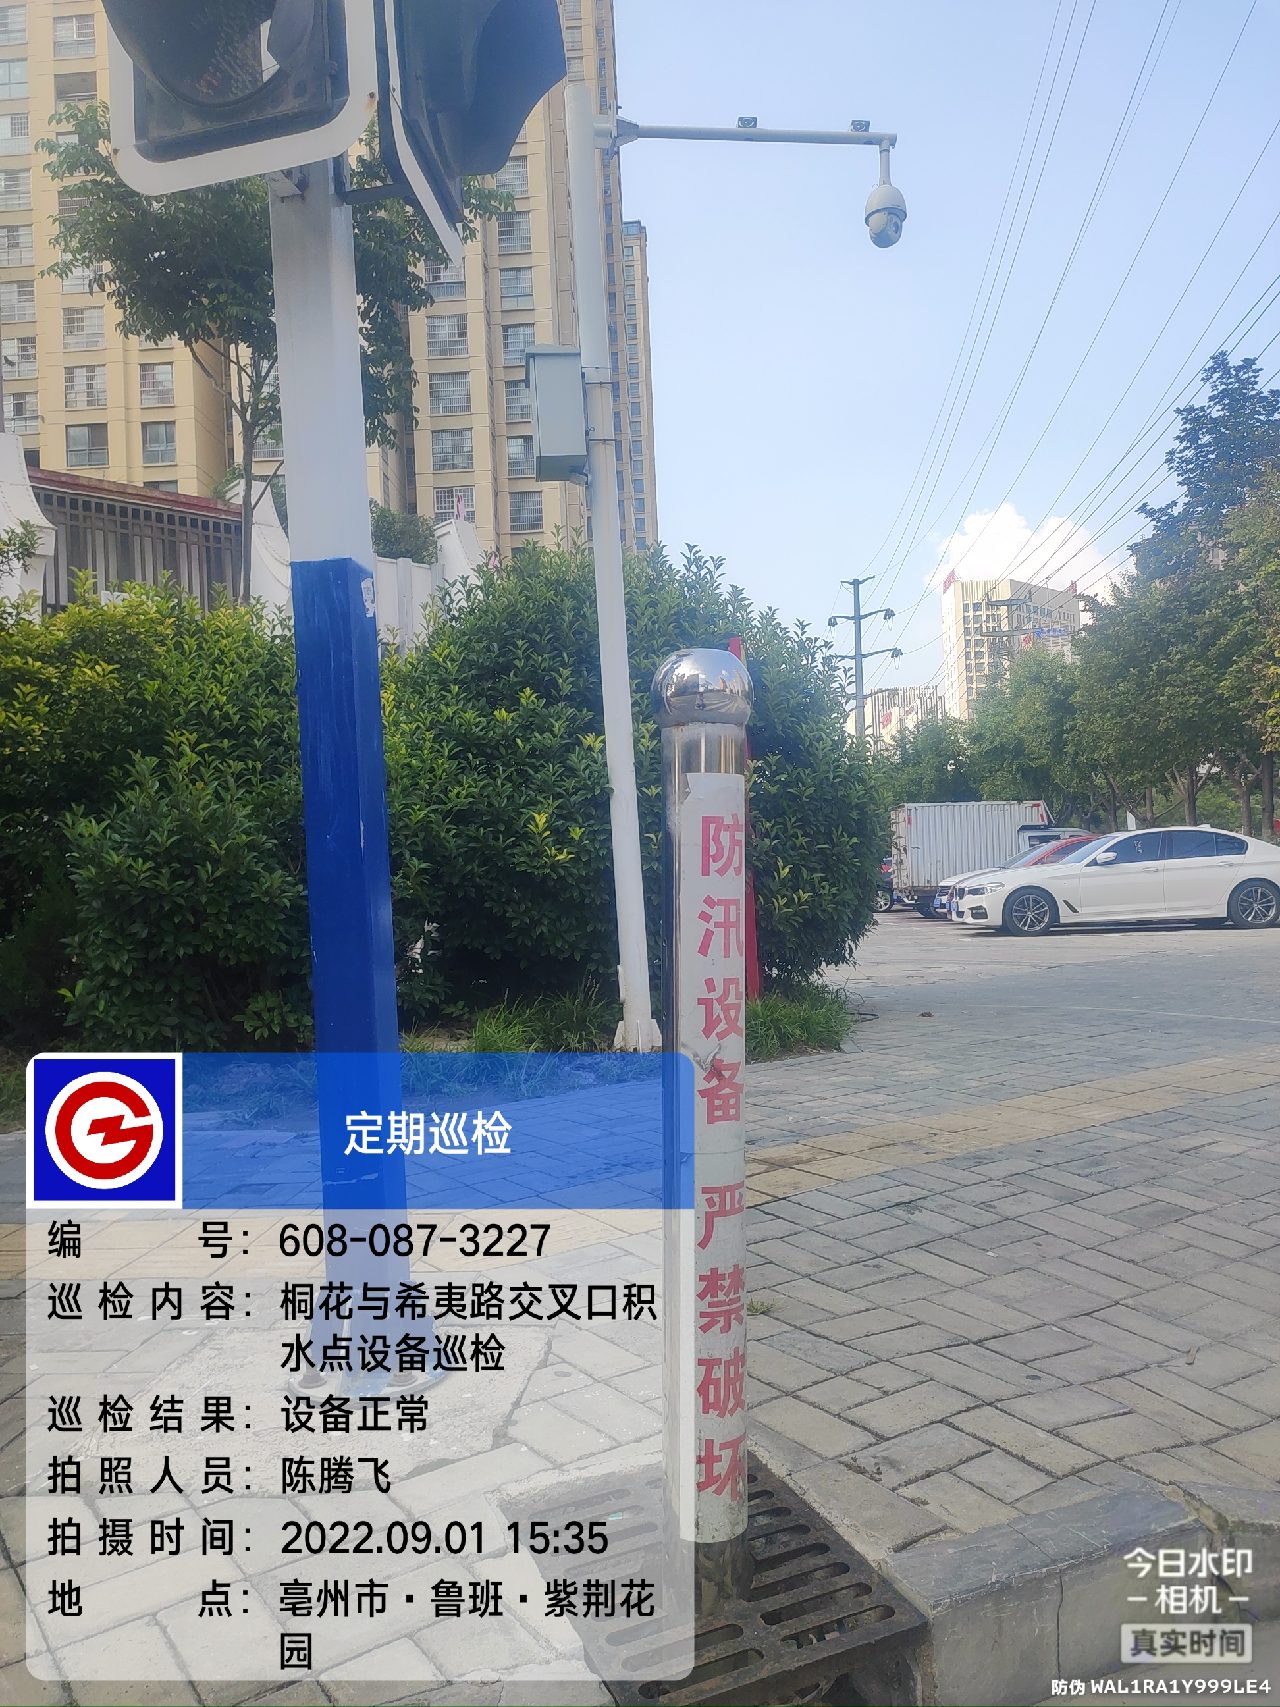 防汛设备 严禁破坏
定期巡检
编号：608-087-3227
巡检内容：桐花与希夷路交叉口积
水点设备巡检
巡检结果：设备正常
拍照人员：陈腾飞
拍摄时间：2022.09.01 15:35
地点：亳州市·鲁班·紫荆花
园
今日水印
相机
真实时间
防伪 WAL1RA1Y999LE4